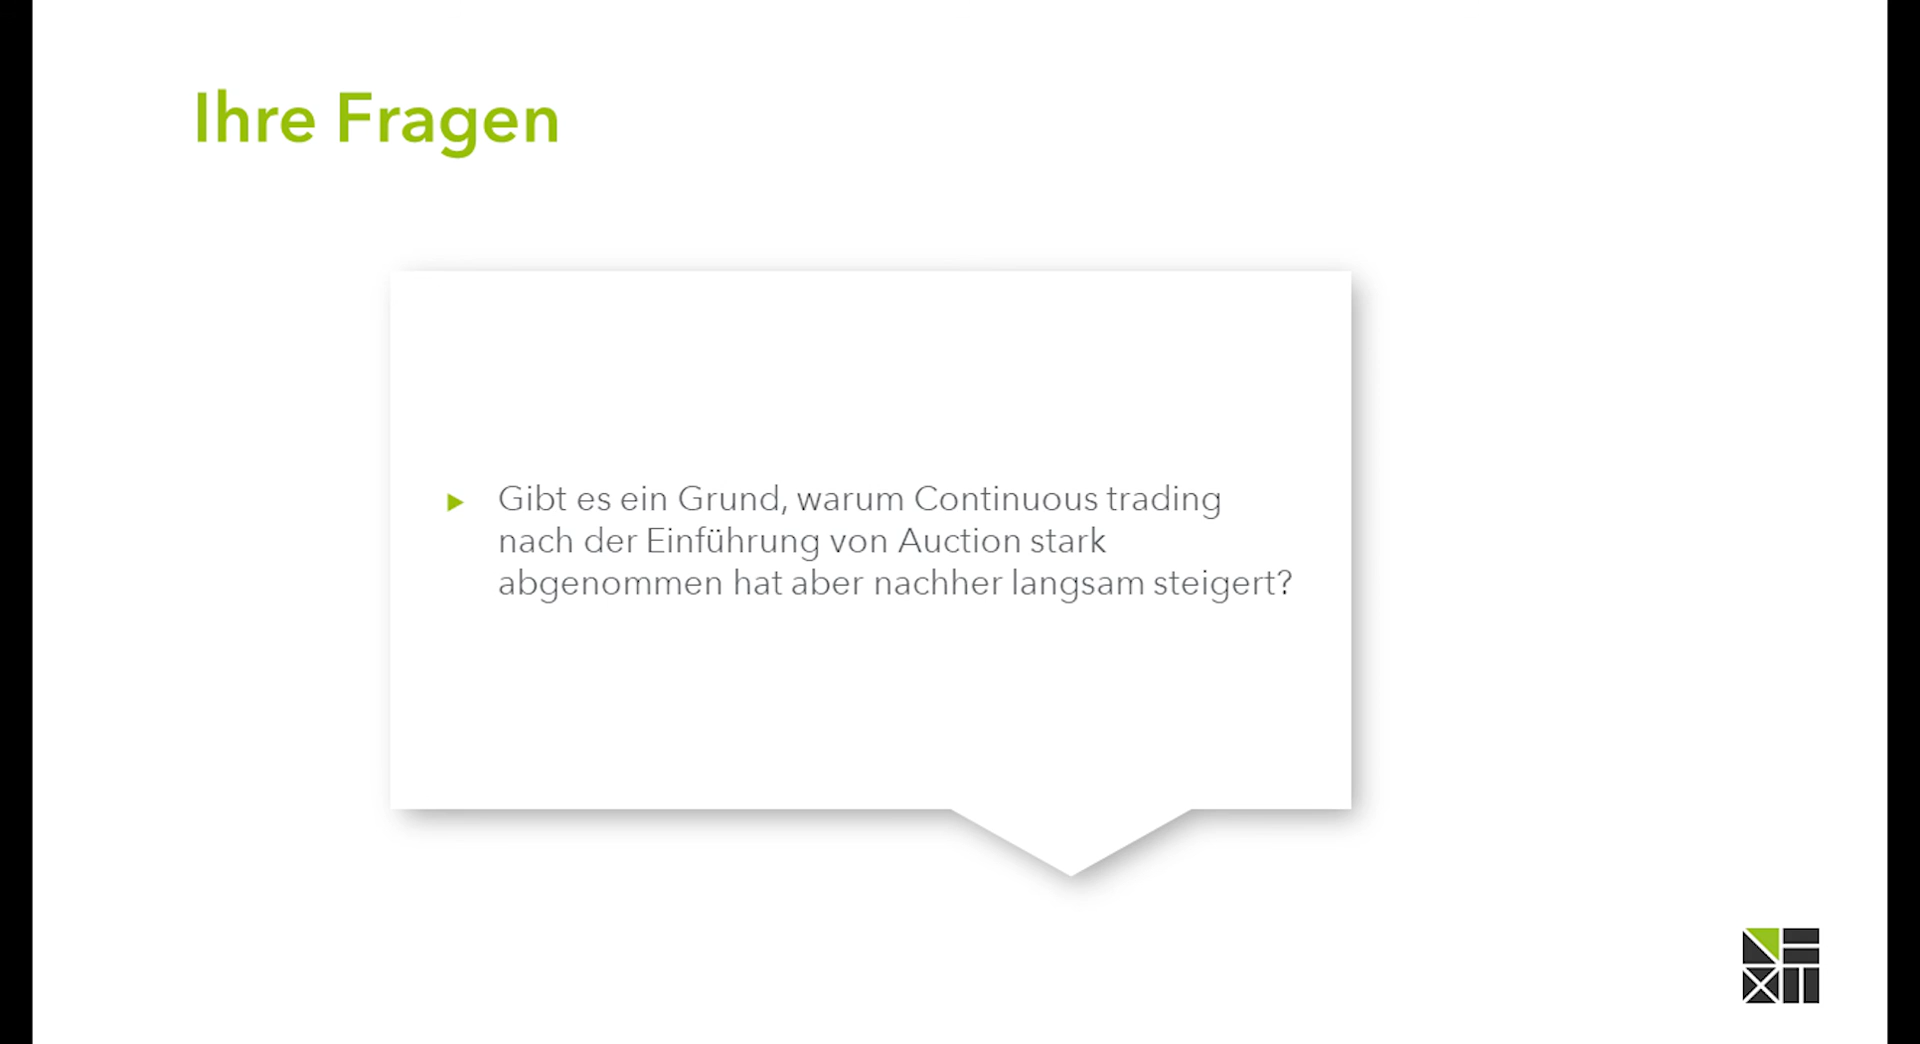 Ihre Fragen
Gibt es ein Grund, warum Continuous trading
nach der Einführung von Auction stark
abgenommen hat aber nachher langsam steigert?
NEXT